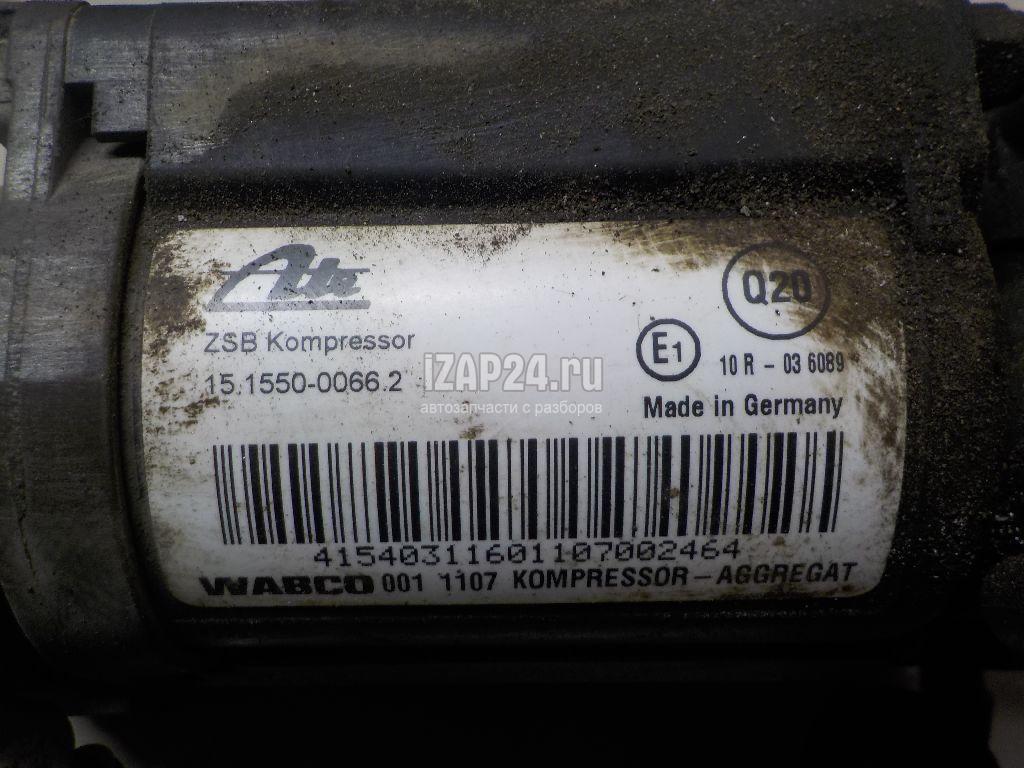 Ate
Q20
ZSB Kompressor
E1
10 R - 03 6089
15.1550-0066.2
iZAP24.ru
автозапчасти с разборов
Made in Germany
41540311601107002464
WABCO 001 1107 KOMPRESSOR-AGGREGAT